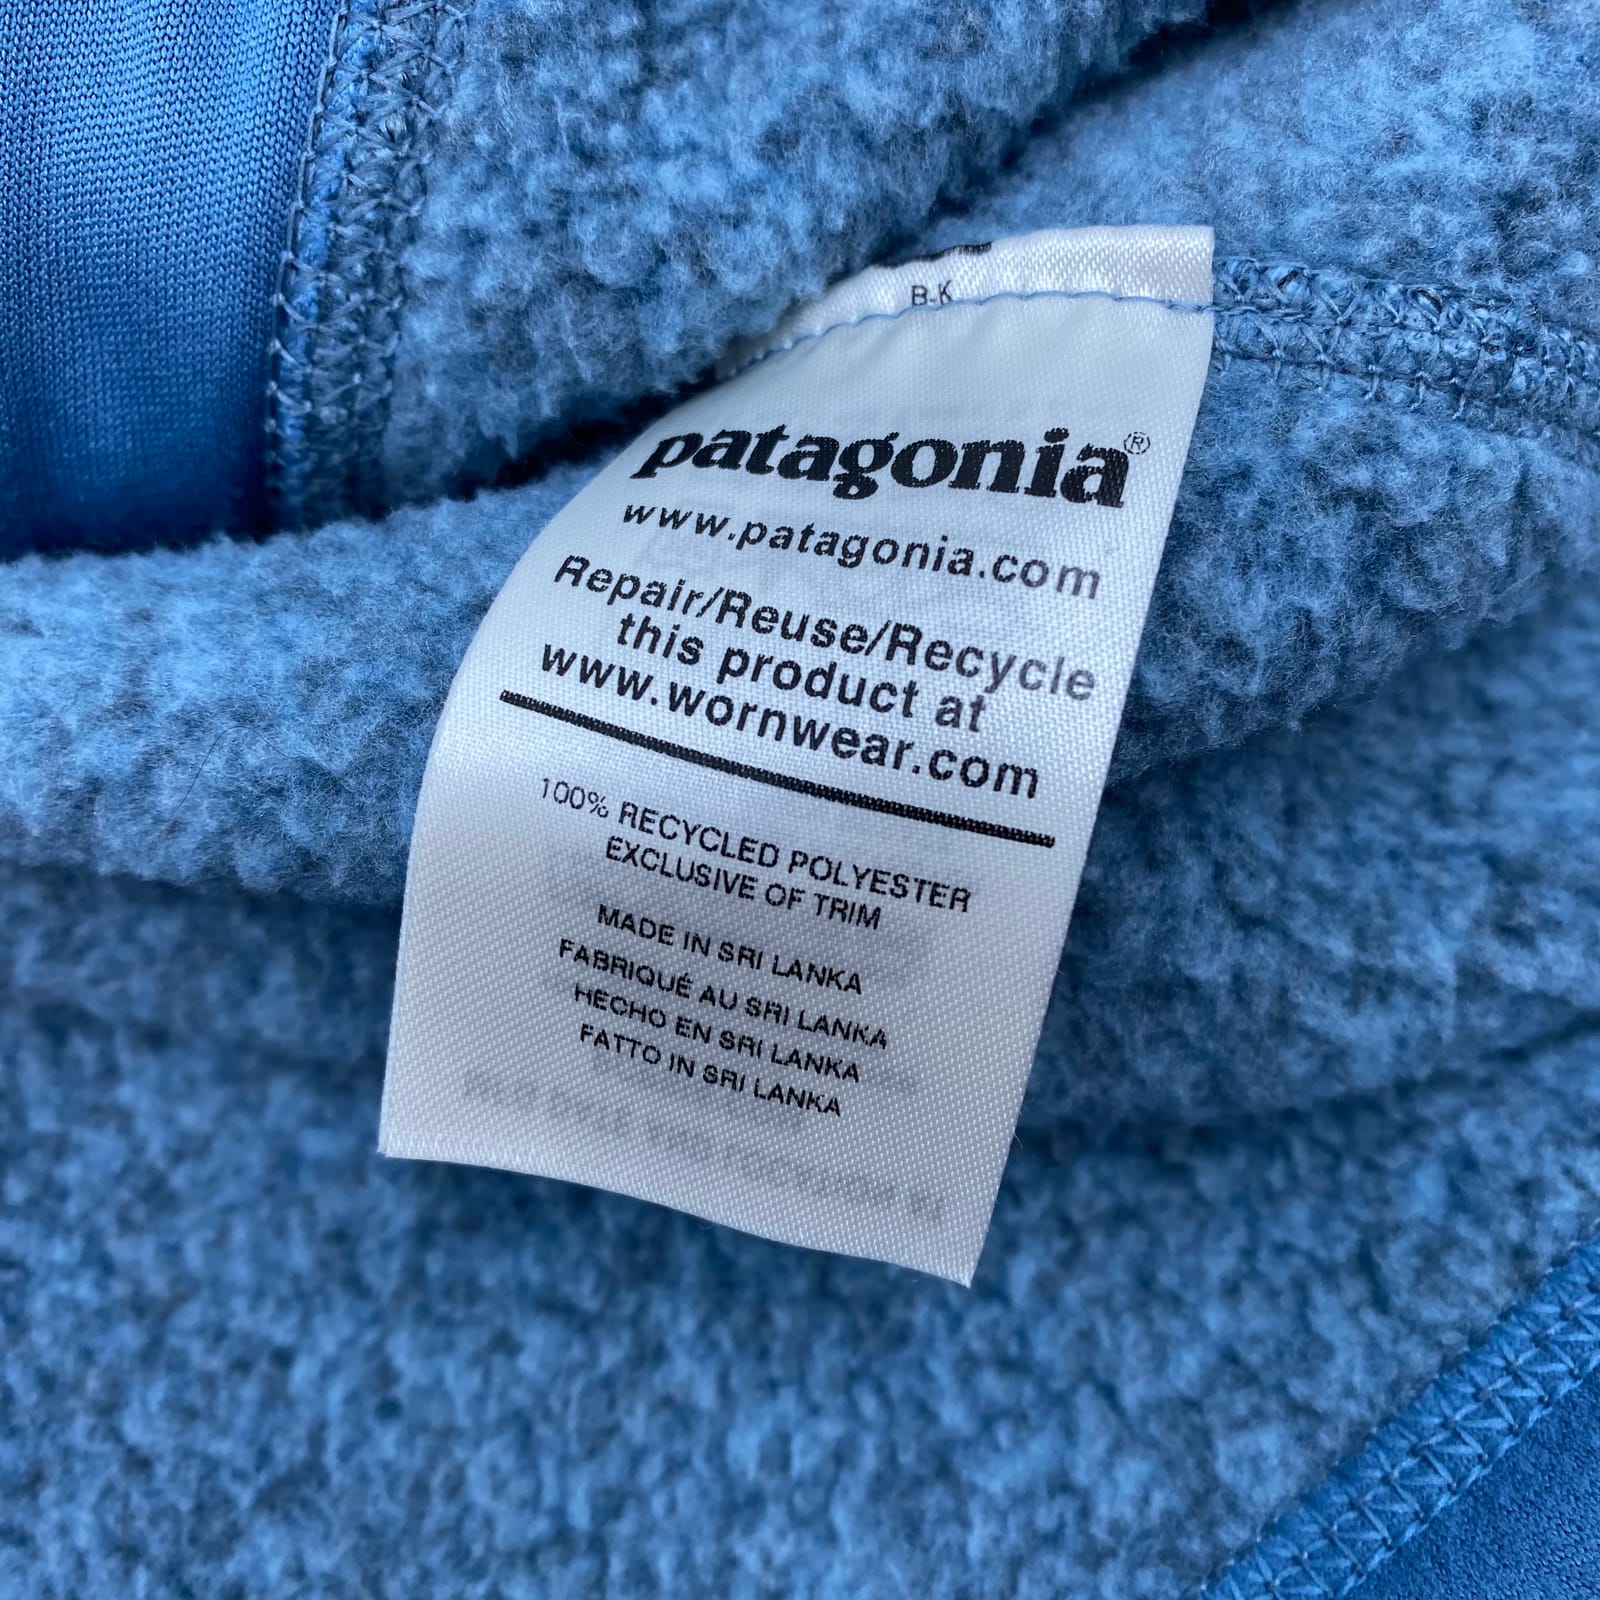 B-K
patagonia®
www.patagonia.com
Repair/Reuse/Recycle
this product at
www.wornwear.com
100% RECYCLED POLYESTER
EXCLUSIVE OF TRIM
MADE IN SRI LANKA
FABRIQUÉ AU SRI LANKA
HECHO EN SRI LANKA
FATTO IN SRI LANKA